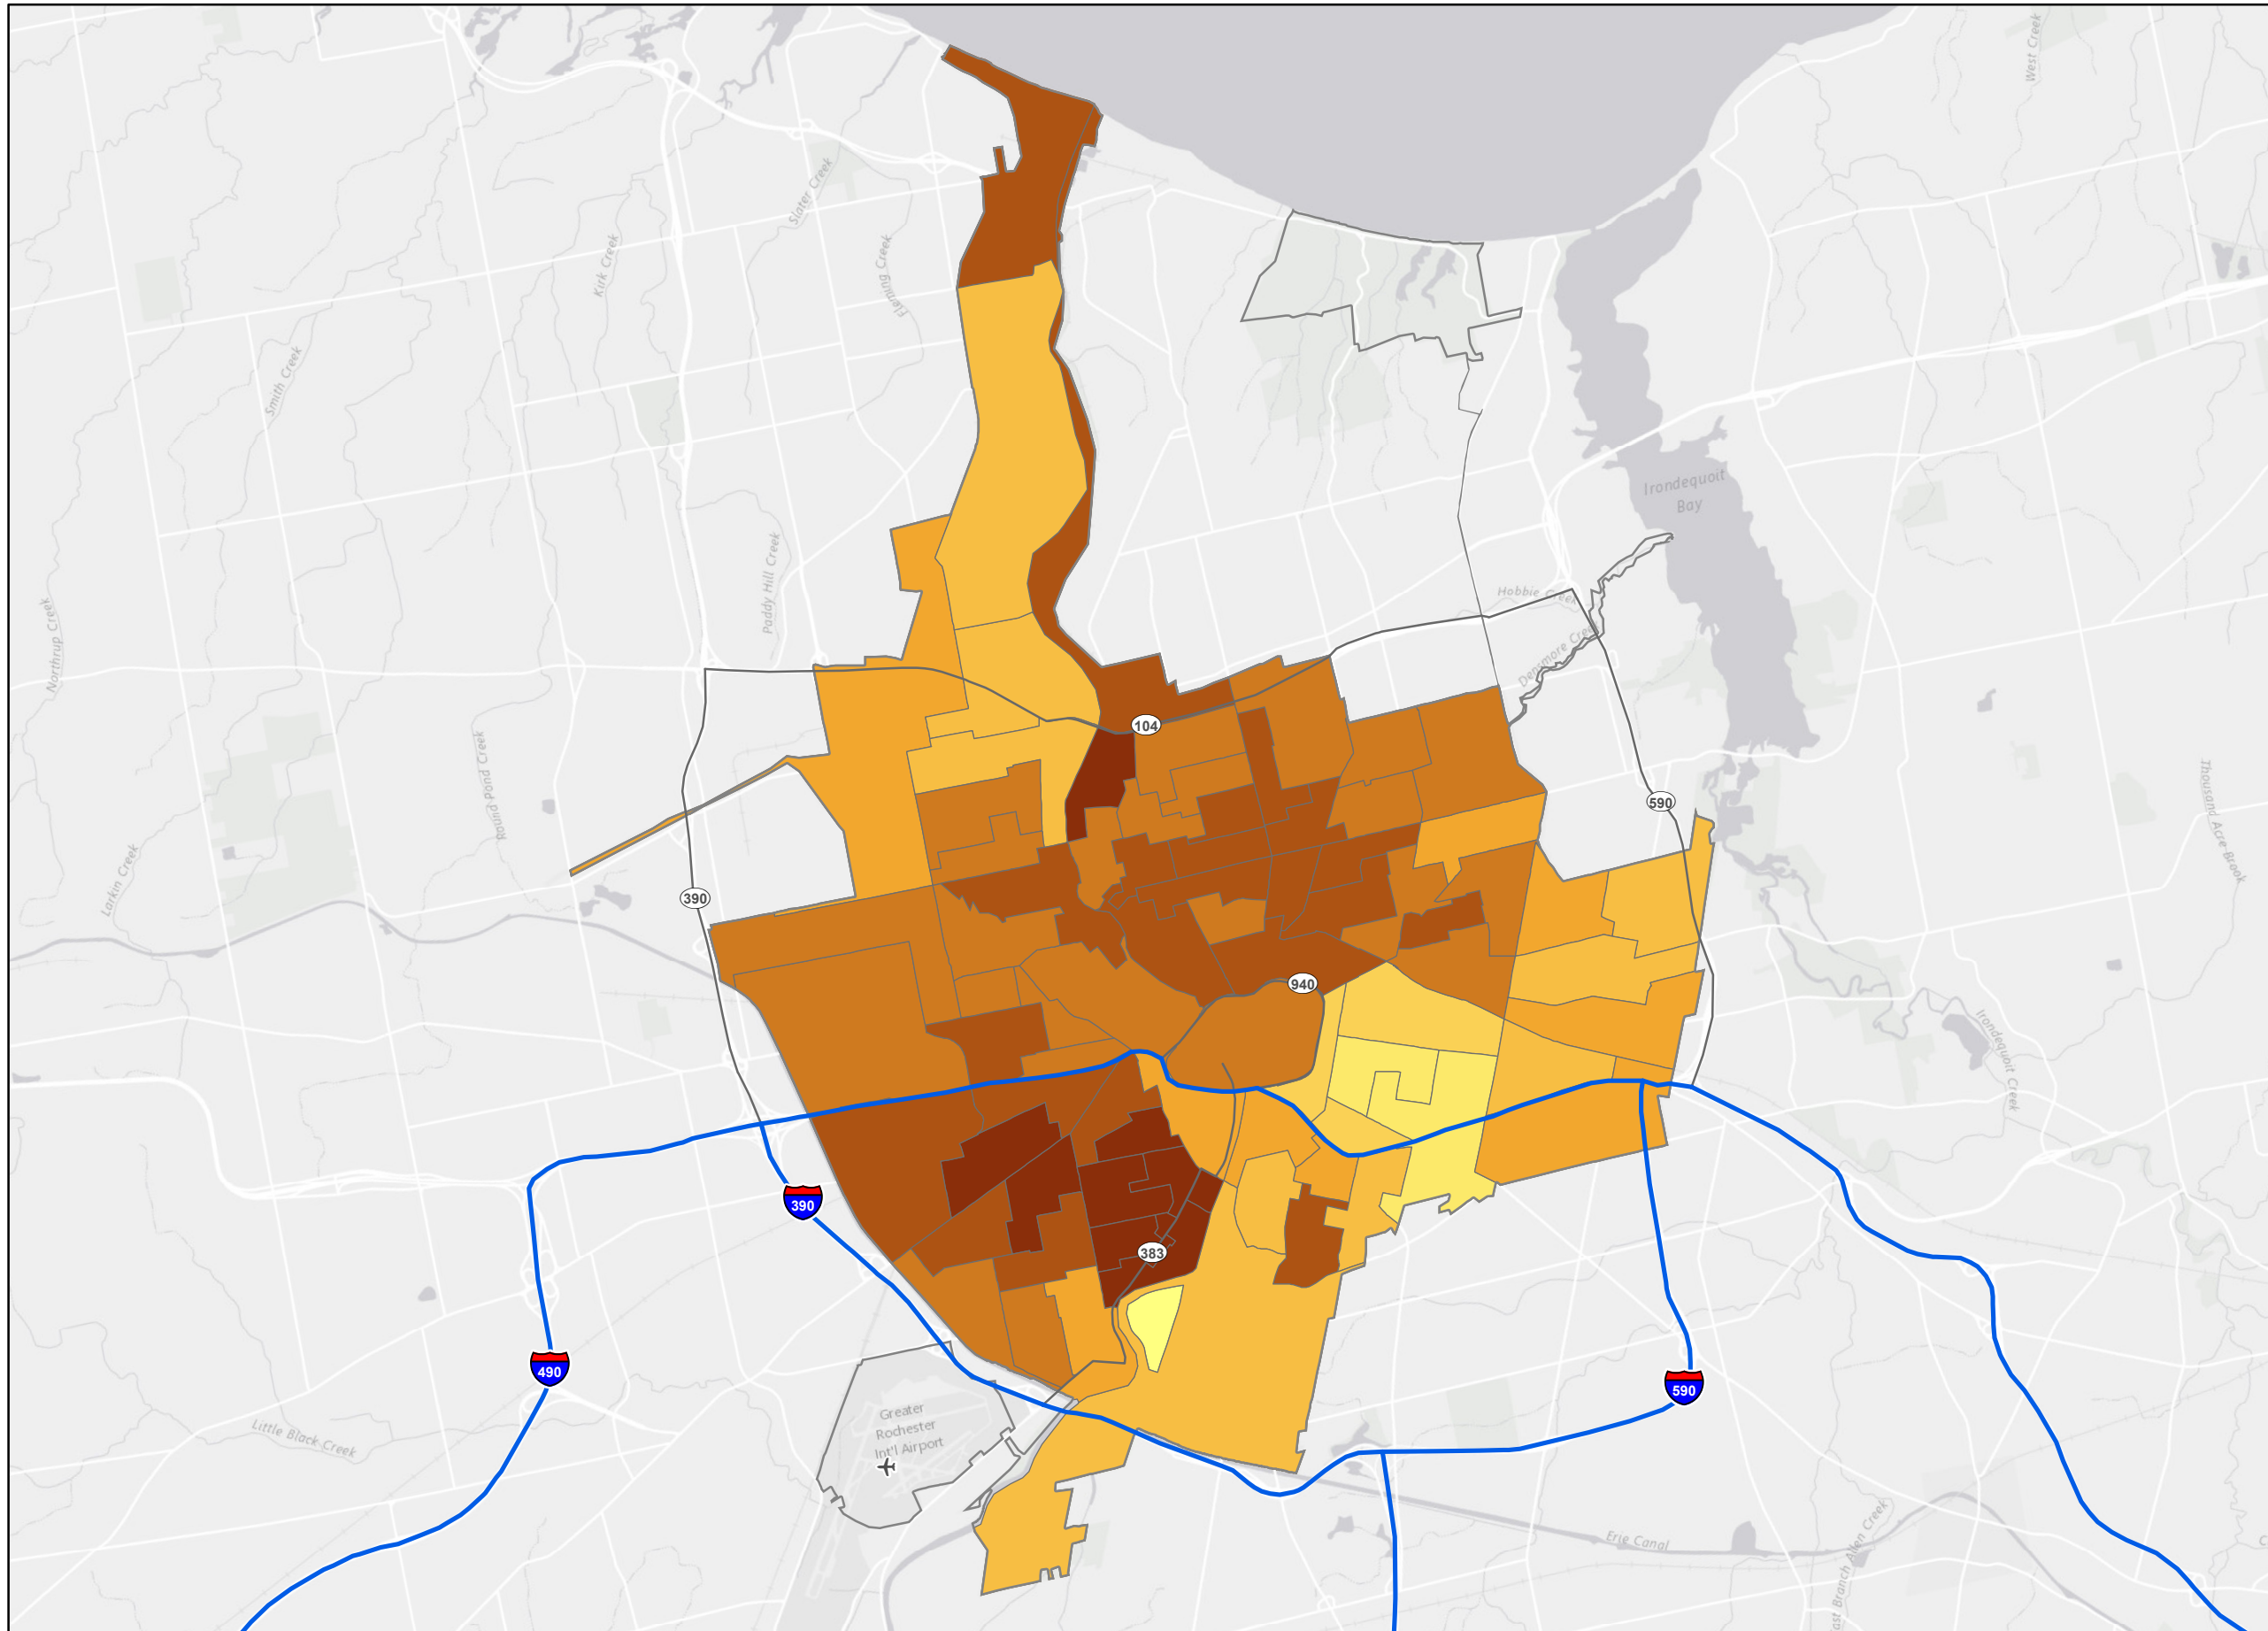 West Creek
Slater Creek
Kirk Creek
Fleming Creek
Smith Creek
Irondequoit
Bay
Paddy Hill Creek
Hobbie Creek
Northrup Creek
Densmore Creek
104
Round Pond Creek
590
Thousand Acre Brook
Larkin Creek
390
940
Irondequoit Creek
390
383
490
590
Greater
Rochester
Int'l Airport
Little Black Creek
Erie Canal
East Branch Allen Creek
C